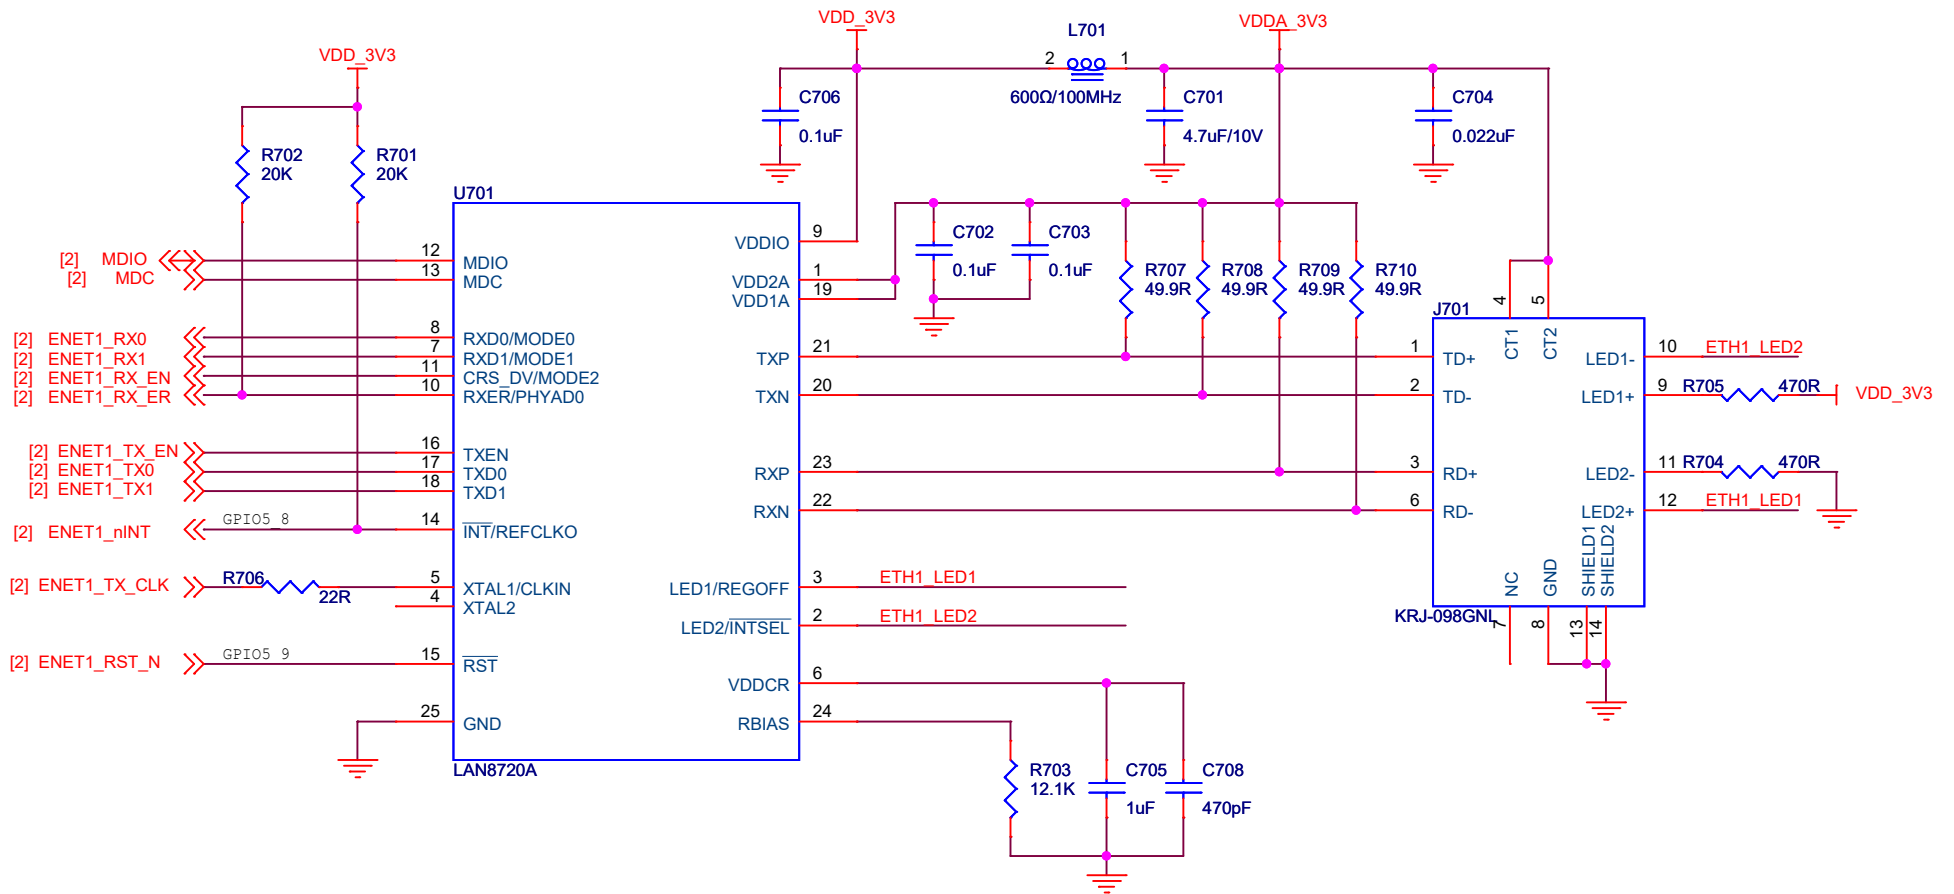 VDD_3V3
L701
VDDA_3V3
VDD_3V3
2
1
600Ω/100MHz
C706
0.1uF
C701
4.7uF/10V
C704
0.022uF
R702
20K
R701
20K
U701
[2] MDIO
12
MDIO
[2] MDC
13
MDC
[2] ENET1_RX0
8
RXD0/MODE0
[2] ENET1_RX1
7
RXD1/MODE1
[2] ENET1_RX_EN
11
CRS_DV/MODE2
[2] ENET1_RX_ER
10
RXER/PHYAD0
[2] ENET1_TX_EN
16
TXEN
[2] ENET1_TX0
17
TXD0
[2] ENET1_TX1
18
TXD1
[2] ENET1_nINT
GPIO5_8
14
INT/REFCLKO
[2] ENET1_TX_CLK
R706
22R
5
XTAL1/CLKIN
4
XTAL2
[2] ENET1_RST_N
GPIO5_9
15
RST
25
GND
LAN8720A
VDDIO
9
VDD2A
1
VDD1A
19
TXP
21
TXN
20
RXP
23
RXN
22
LED1/REGOFF
3
ETH1_LED1
LED2/INTSEL
2
ETH1_LED2
VDDCR
6
RBIAS
24
C702
0.1uF
C703
0.1uF
R707
49.9R
R708
49.9R
R709
49.9R
R710
49.9R
R703
12.1K
C705
1uF
C708
470pF
J701
4
CT1
5
CT2
1
TD+
2
TD-
3
RD+
6
RD-
LED1-
10
ETH1_LED2
LED1+
9
R705
470R
VDD_3V3
LED2-
11
R704
470R
LED2+
12
ETH1_LED1
NC
GND
SHIELD1
SHIELD2
KRJ-098GNL
7
8
13
14